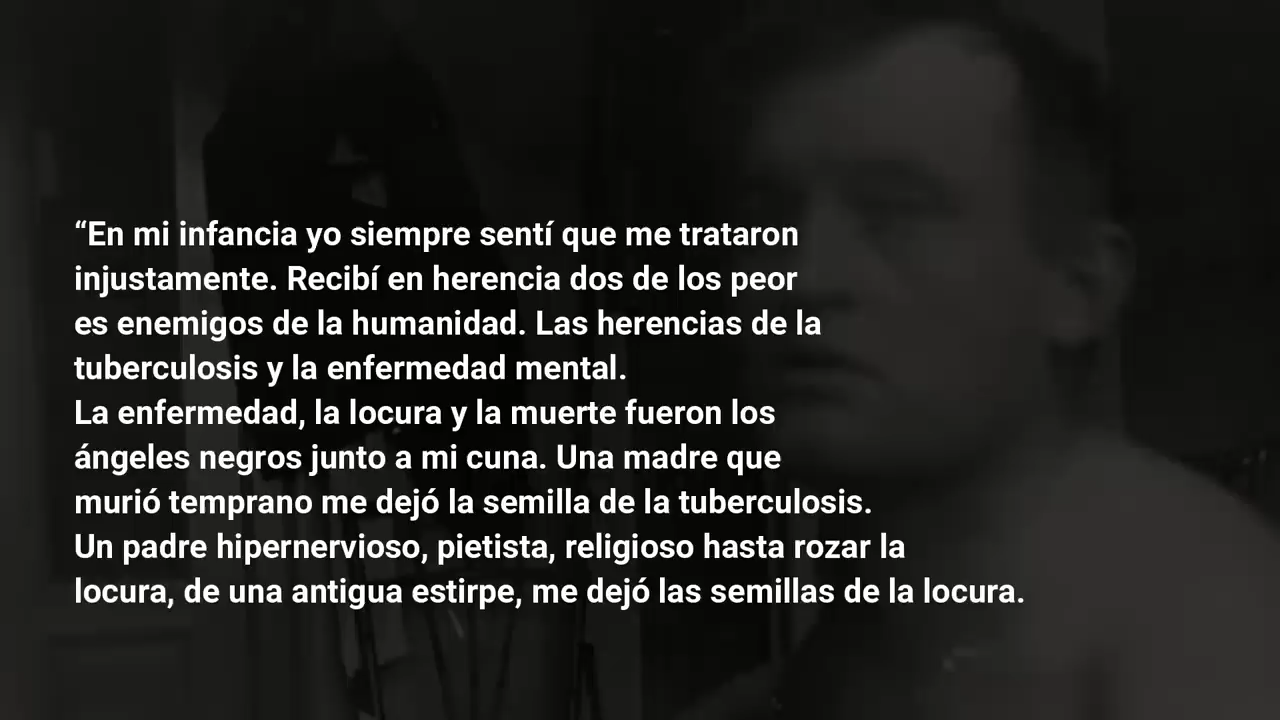 “En mi infancia yo siempre sentí que me trataron
injustamente. Recibí en herencia dos de los peor
es enemigos de la humanidad. Las herencias de la
tuberculosis y la enfermedad mental.
La enfermedad, la locura y la muerte fueron los
ángeles negros junto a mi cuna. Una madre que
murió temprano me dejó la semilla de la tuberculosis.
Un padre hipernervioso, pietista, religioso hasta rozar la
locura, de una antigua estirpe, me dejó las semillas de la locura.